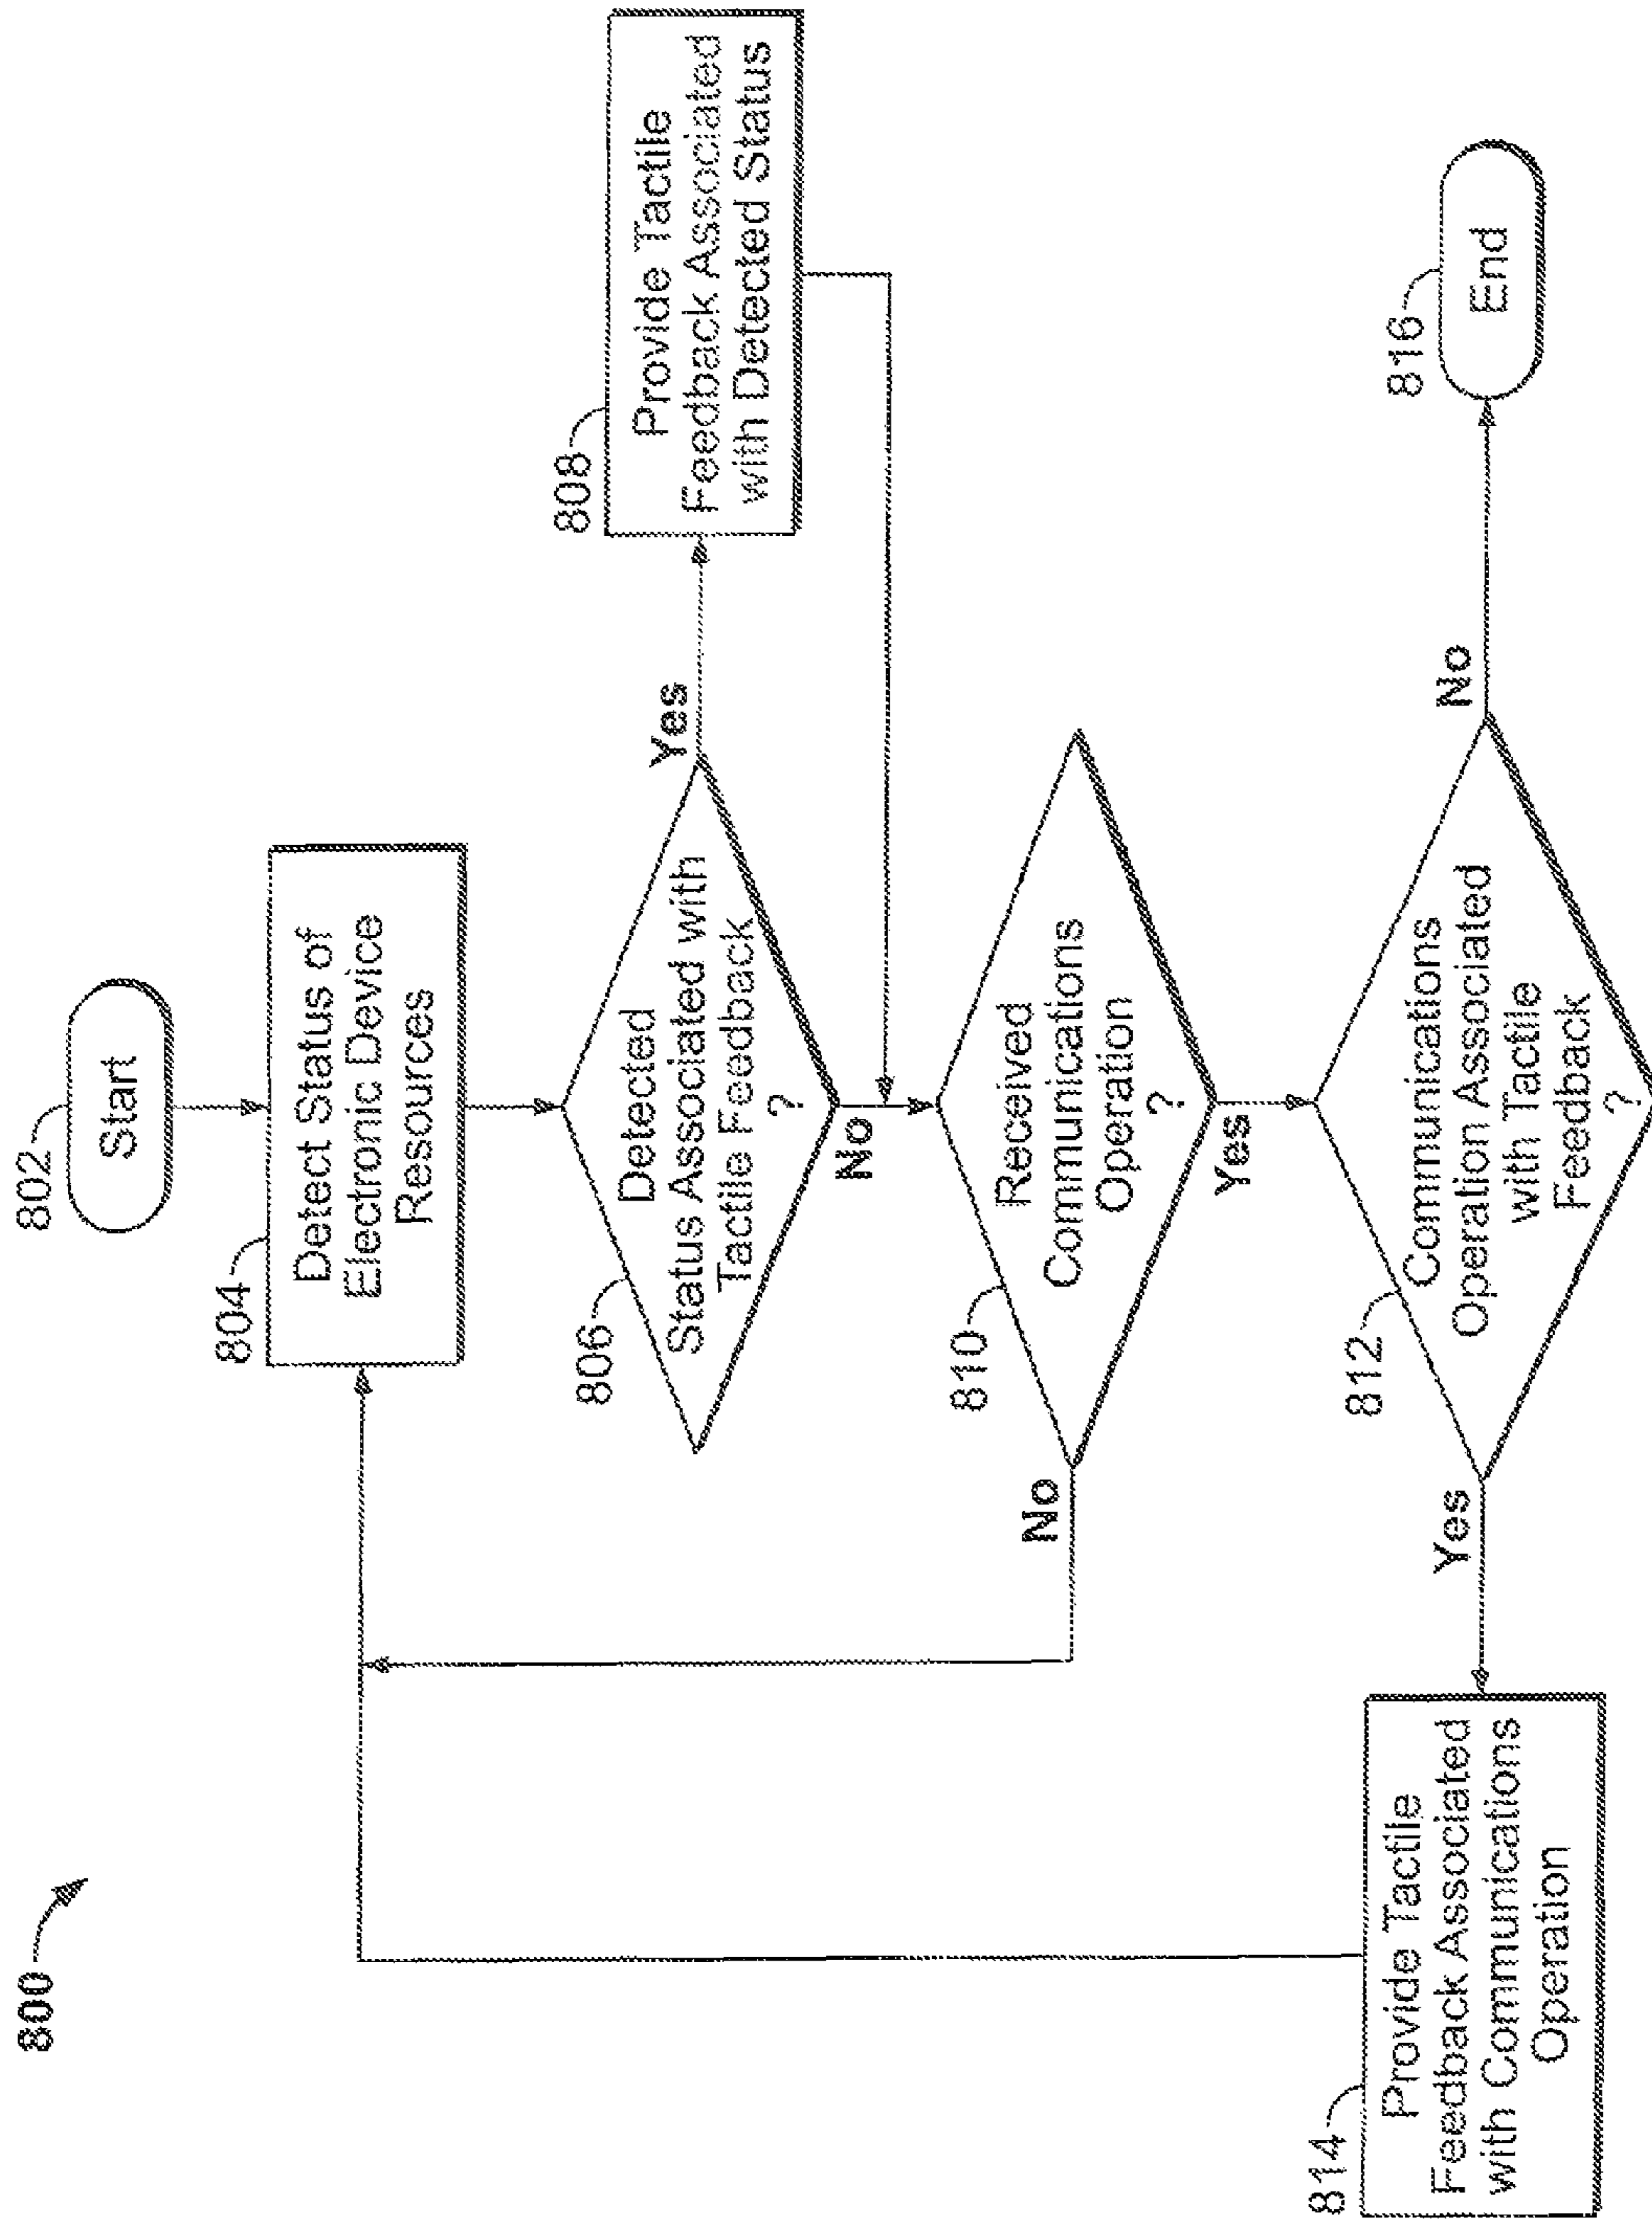 800
802
Start
804
Detect Status of
Electronic Device
Resources
806
Detected
Status Associated with
Tactile Feedback
?
Yes
No
808
Provide Tactile
Feedback Associated
with Detected Status
810
Received
Communications
Operation
?
No
Yes
812
Communications
Operation Associated
with Tactile
Feedback
?
Yes
No
814
Provide Tactile
Feedback Associated
with Communications
Operation
816
End